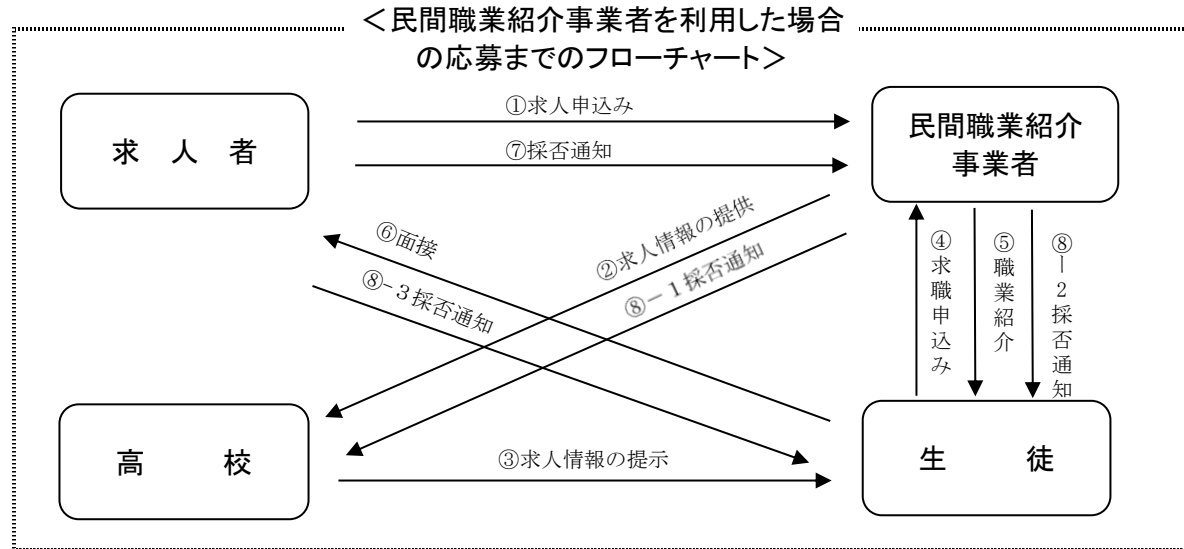 ＜民間職業紹介事業者を利用した場合
の応募までのフローチャート＞
求　人　者
①求人申込み
⑦採否通知
民間職業紹介
事業者
⑥面接
⑧-３採否通知
②求人情報の提供
⑧－１採否通知
④求職申込み
⑤職業紹介
⑧－２採否通知
高　　校
③求人情報の提示
生　　徒